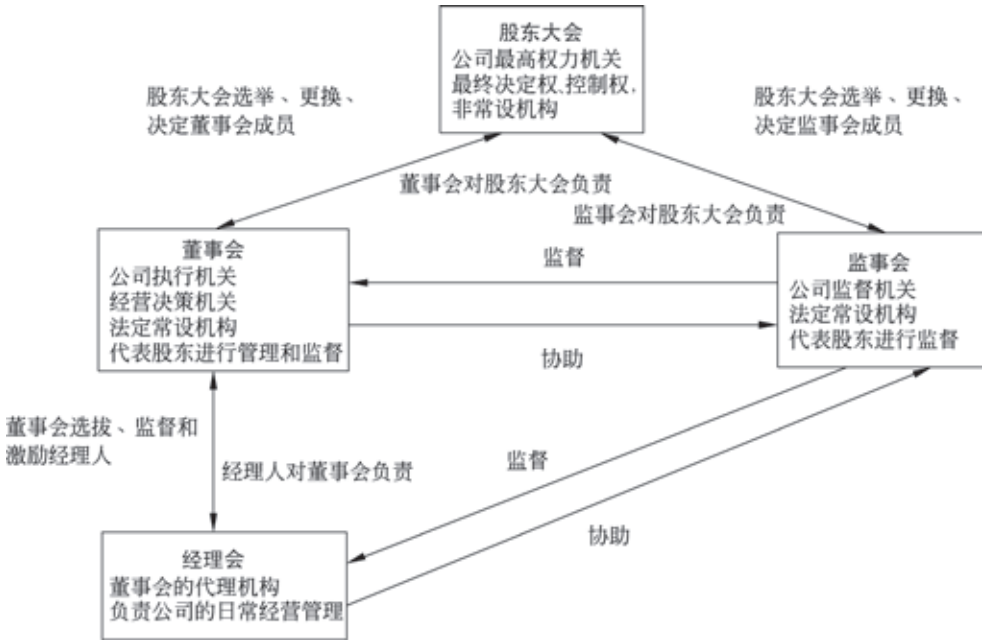 股东大会
公司最高权力机关
最终决定权、控制权,
非常设机构
股东大会选举、更换、
决定董事会成员
股东大会选举、更换、
决定监事会成员
董事会对股东大会负责
监事会对股东大会负责
董事会
公司执行机关
经营决策机关
法定常设机构
代表股东进行管理和监督
监督
协助
监事会
公司监督机关
法定常设机构
代表股东进行监督
董事会选拔、监督和
激励经理人
经理人对董事会负责
监督
协助
经理会
董事会的代理机构
负责公司的日常经营管理